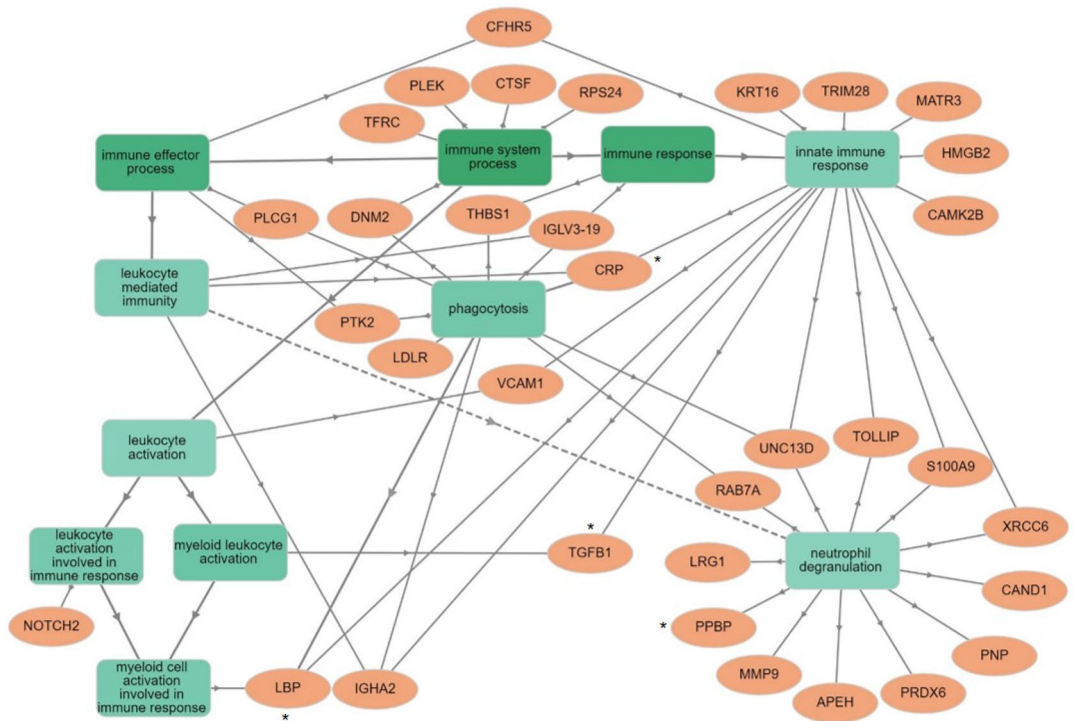 CFHR5
PLEK
CTSF
RPS24
TFRC
KRT16
TRIM28
MATR3
HMGB2
CAMK2B
immune effector
process
immune system
process
immune response
innate immune
response
PLCG1
DNM2
THBS1
IGLV3-19
CRP
*
leukocyte
mediated
immunity
phagocytosis
PTK2
LDLR
VCAM1
leukocyte
activation
UNC13D
TOLLIP
S100A9
RAB7A
XRCC6
leukocyte
activation
involved in
immune response
myeloid leukocyte
activation
*
TGFB1
LRG1
neutrophil
degranulation
CAND1
NOTCH2
*
PPBP
PNP
MMP9
APEH
PRDX6
myeloid cell
activation
involved in
immune response
LBP
*
IGHA2